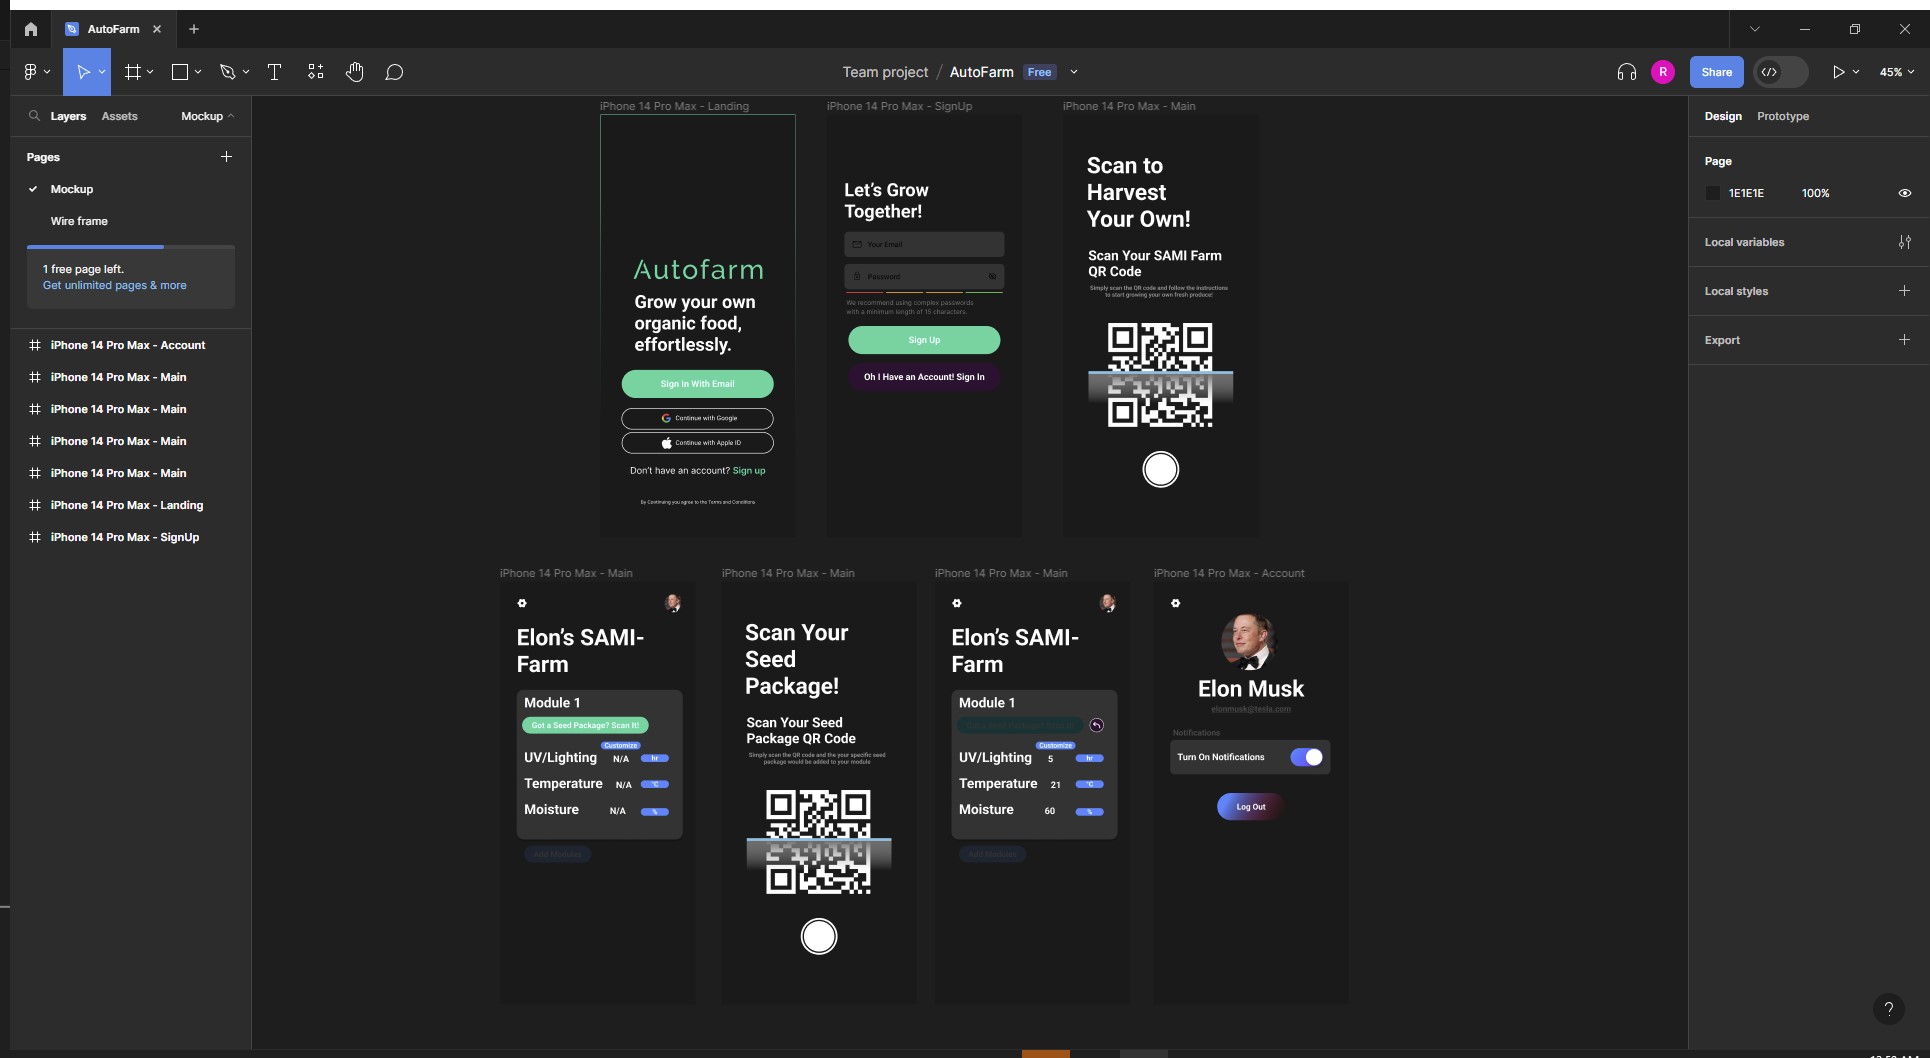 AutoFarm
Team project / AutoFarm Free
R
Share
45%
Layers
Assets
Mockup
Pages
Mockup
Wire frame
1 free page left.
Get unlimited pages & more
iPhone 14 Pro Max - Account
iPhone 14 Pro Max - Main
iPhone 14 Pro Max - Main
iPhone 14 Pro Max - Main
iPhone 14 Pro Max - Main
iPhone 14 Pro Max - Landing
iPhone 14 Pro Max - SignUp
iPhone 14 Pro Max - Landing
Autofarm
Grow your own
organic food,
effortlessly.
Sign In With Email
Continue with Google
Continue with Apple ID
Don't have an account? Sign up
By Continuing you agree to the Terms and Conditions
iPhone 14 Pro Max - SignUp
Let's Grow
Together!
Your Email
Password
We recommend using complex passwords
with a minimum length of 15 characters.
Sign Up
Oh I Have an Account! Sign In
iPhone 14 Pro Max - Main
Scan to
Harvest
Your Own!
Scan Your SAMI Farm
QR Code
Simply scan the QR code and follow the instructions
to start growing your own fresh produce!
iPhone 14 Pro Max - Main
Elon's SAMI-
Farm
Module 1
Got a Seed Package? Scan It!
Customize
UV/Lighting N/A hr
Temperature N/A °C
Moisture N/A %
Add Modules
iPhone 14 Pro Max - Main
Scan Your
Seed
Package!
Scan Your Seed
Package QR Code
Simply scan the QR code and the your specific seed
package would be added to your module
iPhone 14 Pro Max - Main
Elon's SAMI-
Farm
Module 1
Customize
UV/Lighting 5 hr
Temperature 21 °C
Moisture 60 %
Add Modules
iPhone 14 Pro Max - Account
Elon Musk
elonmusk@tesla.com
Notifications
Turn On Notifications
Log Out
Design
Prototype
Page
1E1E1E 100%
Local variables
Local styles
Export
?